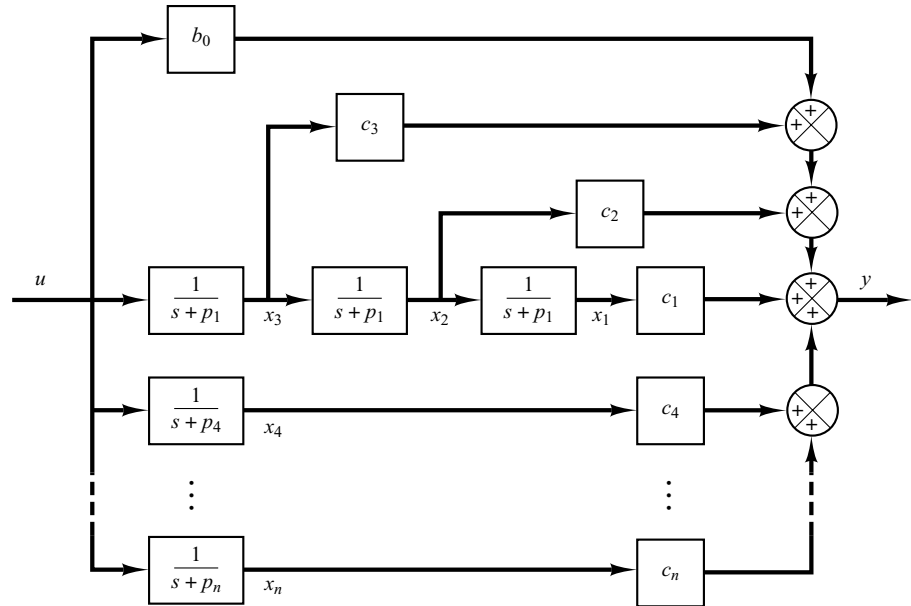 b₀
+
+
c₃
+
+
c₂
+
+
u
1
s + p₁
x₃
1
s + p₁
x₂
1
s + p₁
x₁
c₁
+
+
+
y
1
s + p₄
x₄
c₄
+
+
⋮
⋮
1
s + pₙ
xₙ
cₙ